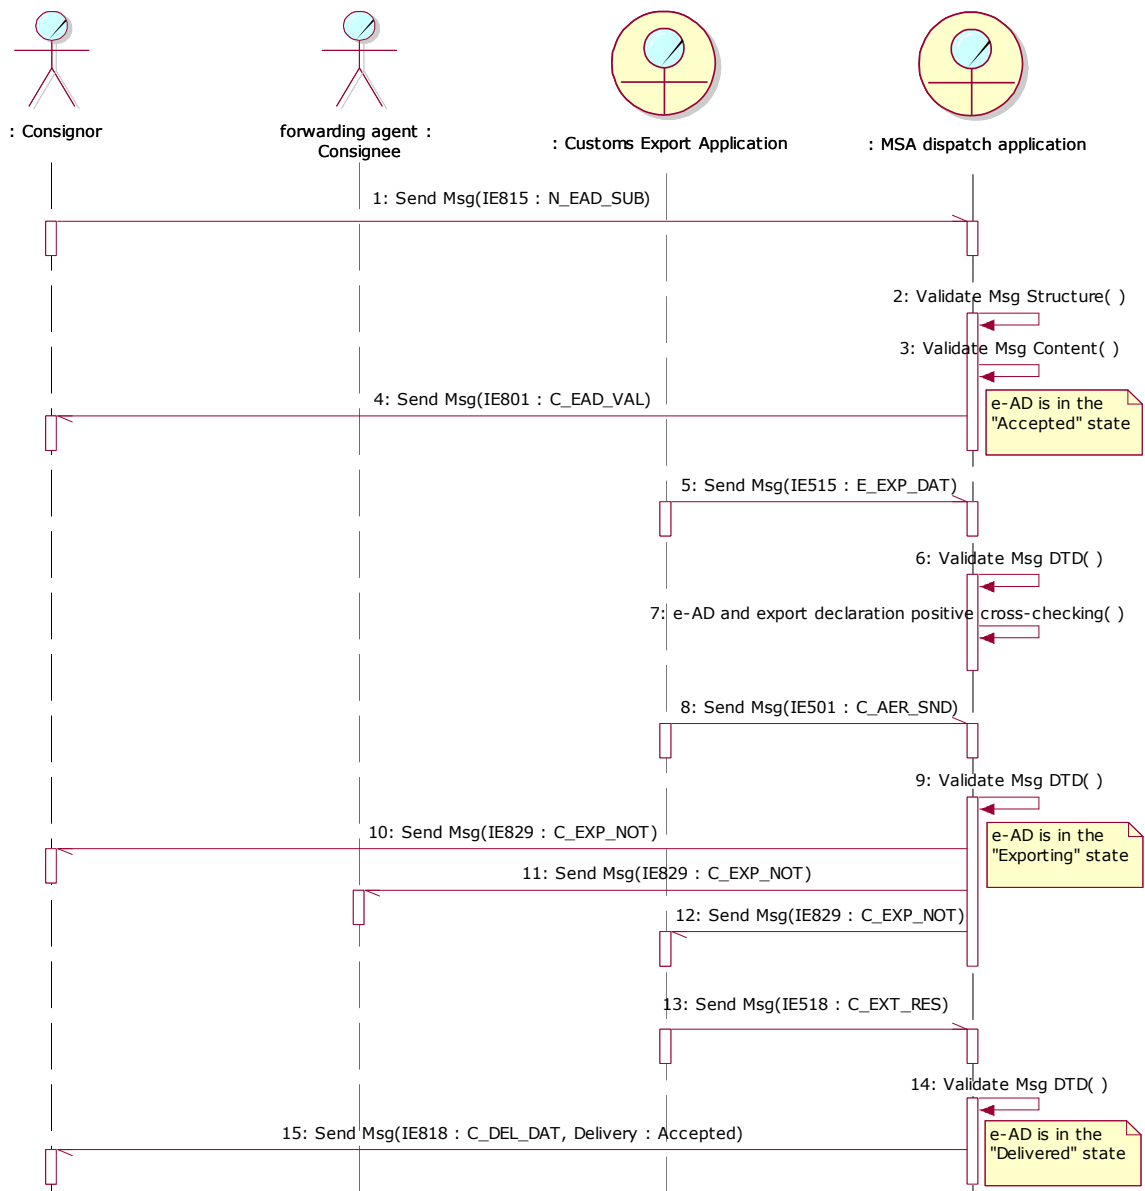 : Consignor
forwarding agent :
Consignee
: Customs Export Application
: MSA dispatch application
1: Send Msg(IE815 : N_EAD_SUB)
2: Validate Msg Structure( )
3: Validate Msg Content( )
4: Send Msg(IE801 : C_EAD_VAL)
e-AD is in the
"Accepted" state
5: Send Msg(IE515 : E_EXP_DAT)
6: Validate Msg DTD( )
7: e-AD and export declaration positive cross-checking( )
8: Send Msg(IE501 : C_AER_SND)
9: Validate Msg DTD( )
10: Send Msg(IE829 : C_EXP_NOT)
e-AD is in the
"Exporting" state
11: Send Msg(IE829 : C_EXP_NOT)
12: Send Msg(IE829 : C_EXP_NOT)
13: Send Msg(IE518 : C_EXT_RES)
14: Validate Msg DTD( )
15: Send Msg(IE818 : C_DEL_DAT, Delivery : Accepted)
e-AD is in the
"Delivered" state